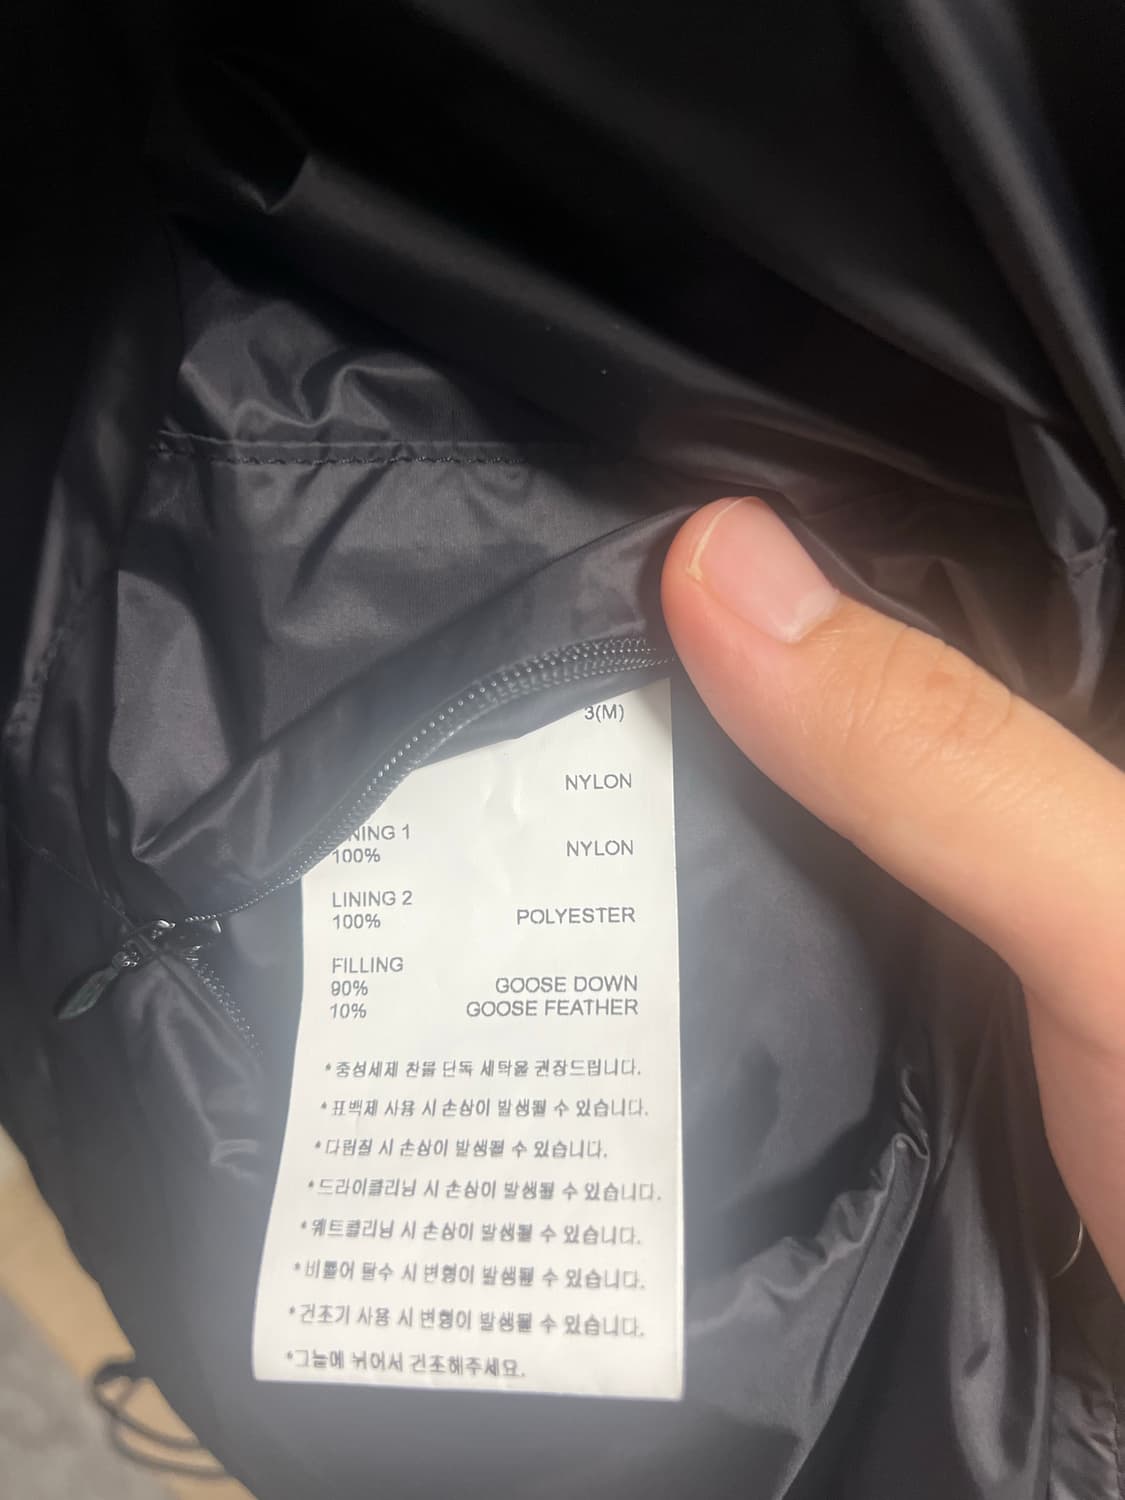 3(M)
NYLON
NING 1
100% NYLON
LINING 2
100% POLYESTER
FILLING
90% GOOSE DOWN
10% GOOSE FEATHER
*중성세제 찬물 단독 세탁을 권장드립니다.
*표백제 사용 시 손상이 발생될 수 있습니다.
*다림질 시 손상이 발생될 수 있습니다.
*드라이클리닝 시 손상이 발생될 수 있습니다.
*웨트클리닝 시 손상이 발생될 수 있습니다.
*비틀어 탈수 시 변형이 발생될 수 있습니다.
*건조기 사용 시 변형이 발생될 수 있습니다.
*그늘에 뉘어서 건조해주세요.